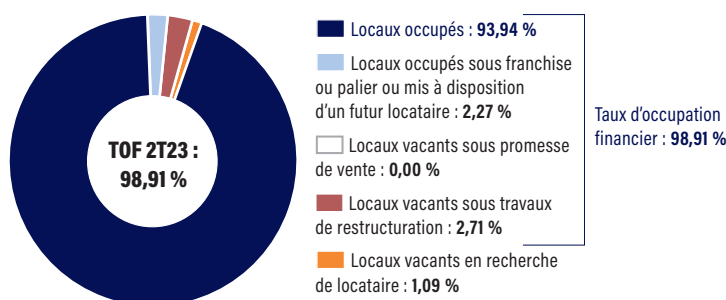 TOF 2T23 :
98,91 %
Locaux occupés : 93,94 %
Locaux occupés sous franchise
ou palier ou mis à disposition
d'un futur locataire : 2,27 %
Locaux vacants sous promesse
de vente : 0,00 %
Locaux vacants sous travaux
de restructuration : 2,71 %
Locaux vacants en recherche
de locataire : 1,09 %
Taux d'occupation
financier : 98,91 %